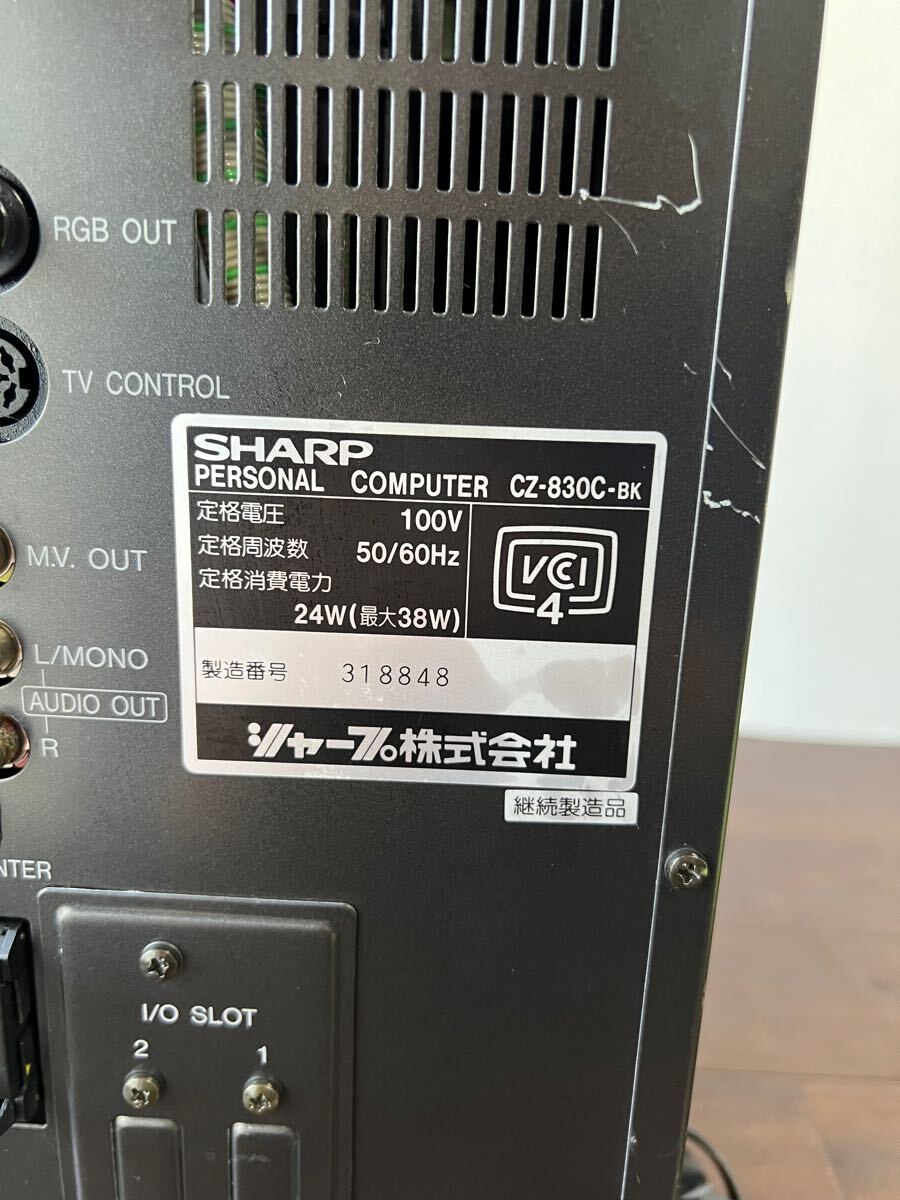 RGB OUT
TV CONTROL
SHARP
PERSONAL COMPUTER CZ-830C-BK
定格電圧 100V
定格周波数 50/60Hz
定格消費電力
24W(最大38W)
VCCI
4
製造番号 318848
シャープ株式会社
継続製造品
M.V. OUT
L/MONO
AUDIO OUT
R
I/O SLOT
2 1